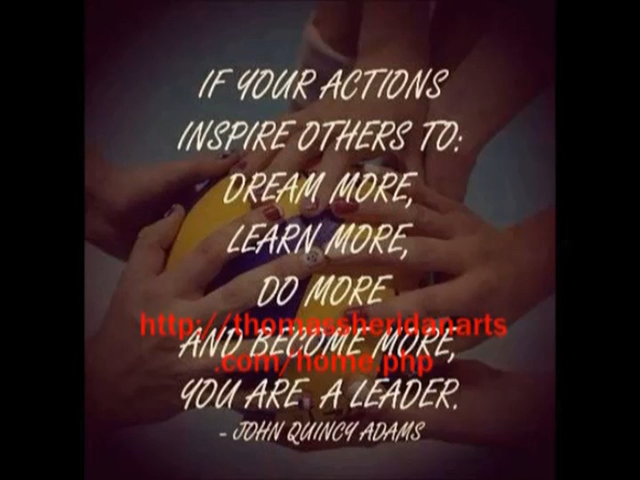 IF YOUR ACTIONS
INSPIRE OTHERS TO:
DREAM MORE,
LEARN MORE,
DO MORE
http://thomassheridanarts
AND BECOME MORE,
.com/home.php
YOU ARE A LEADER.
- JOHN QUINCY ADAMS